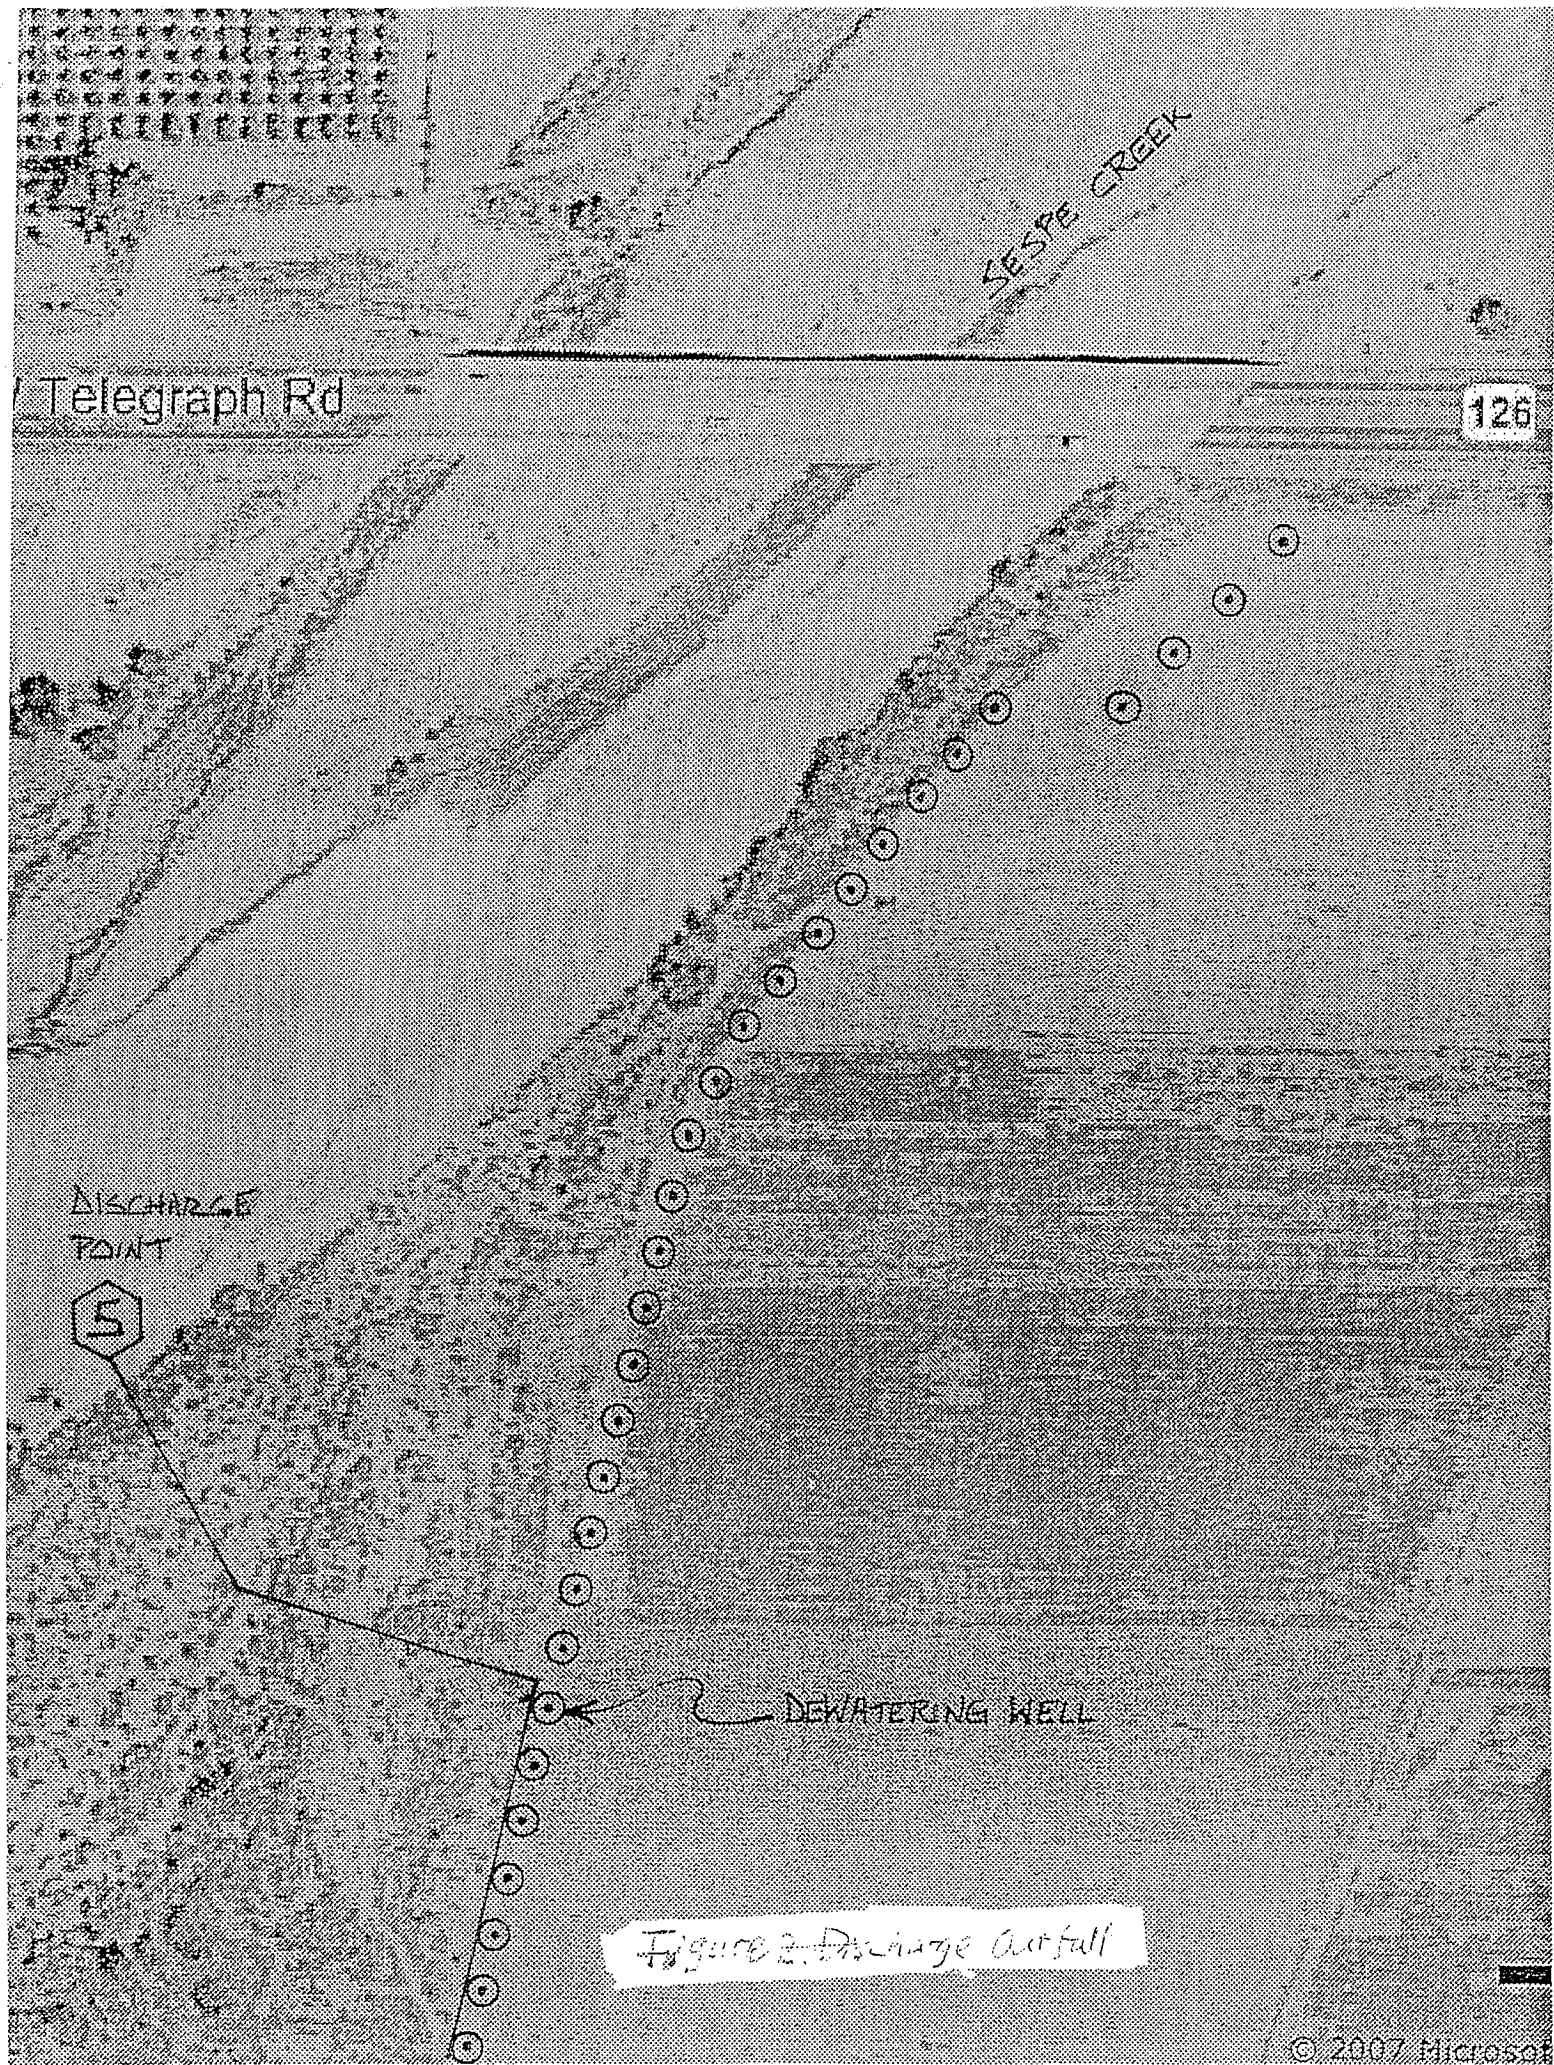 SESPE CREEK
Telegraph Rd
126
DISCHARGE
POINT
5
DEWATERING WELL
Figure 2. Discharge Outfall
© 2007 Microsof